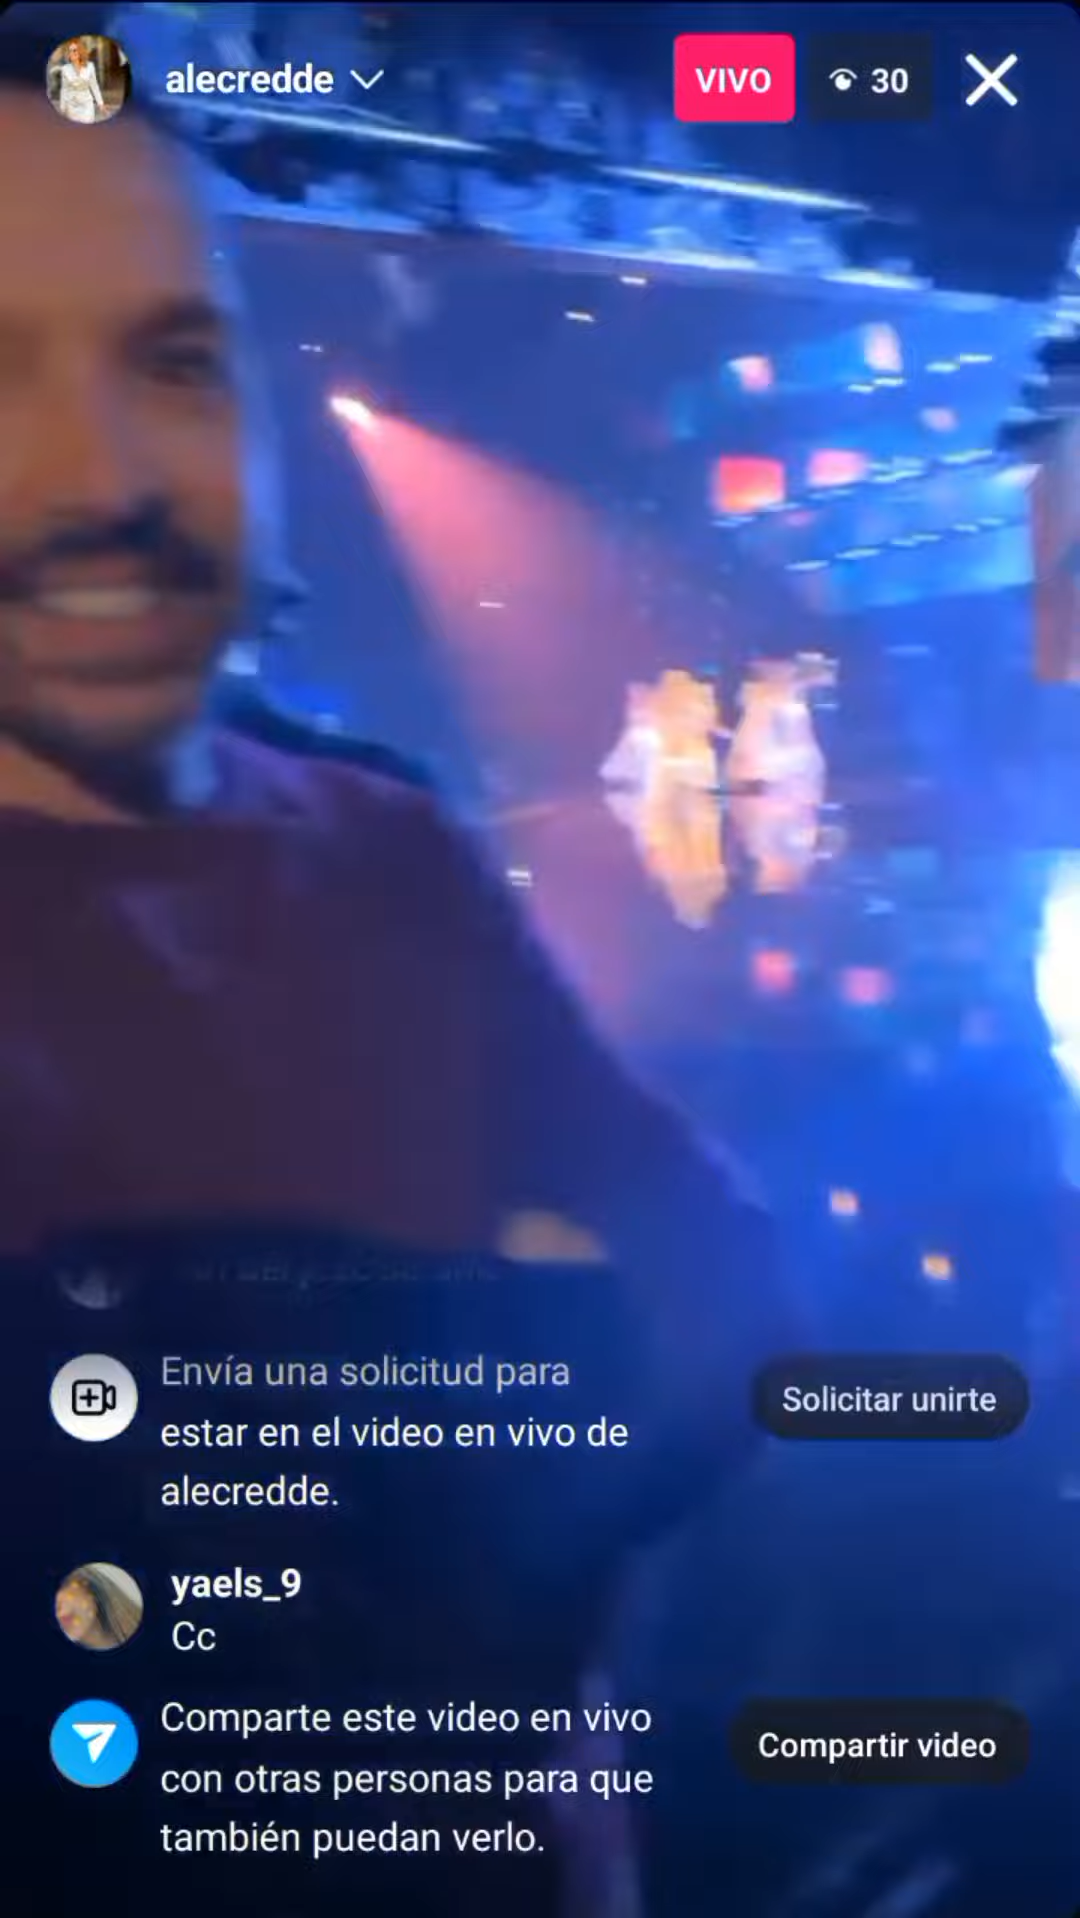 alecredde
VIVO
30
Envía una solicitud para
estar en el video en vivo de
alecredde.
Solicitar unirte
yaels_9
Cc
Comparte este video en vivo
con otras personas para que
también puedan verlo.
Compartir video